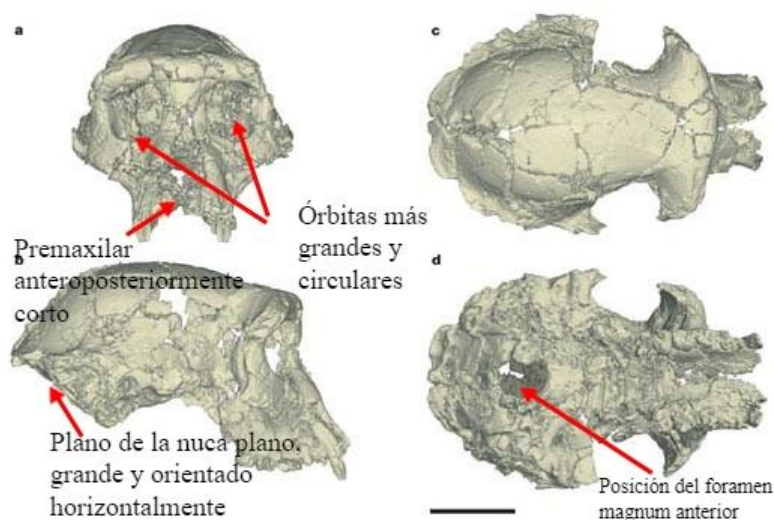 a
c
Órbitas más
grandes y
circulares
Premaxilar
anteroposteriormente
corto
b
d
Plano de la nuca plano,
grande y orientado
horizontalmente
Posición del foramen
magnum anterior